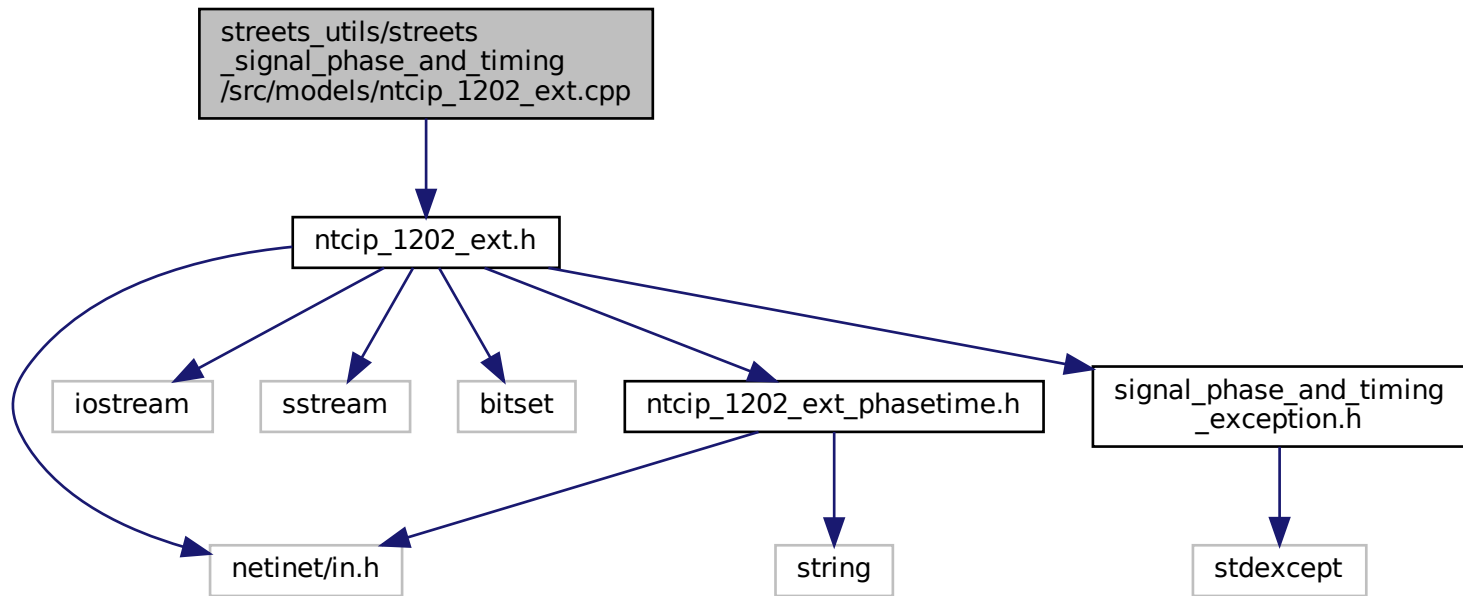 streets_utils/streets
_signal_phase_and_timing
/src/models/ntcip_1202_ext.cpp
ntcip_1202_ext.h
iostream
sstream
bitset
ntcip_1202_ext_phasetime.h
signal_phase_and_timing
_exception.h
netinet/in.h
string
stdexcept